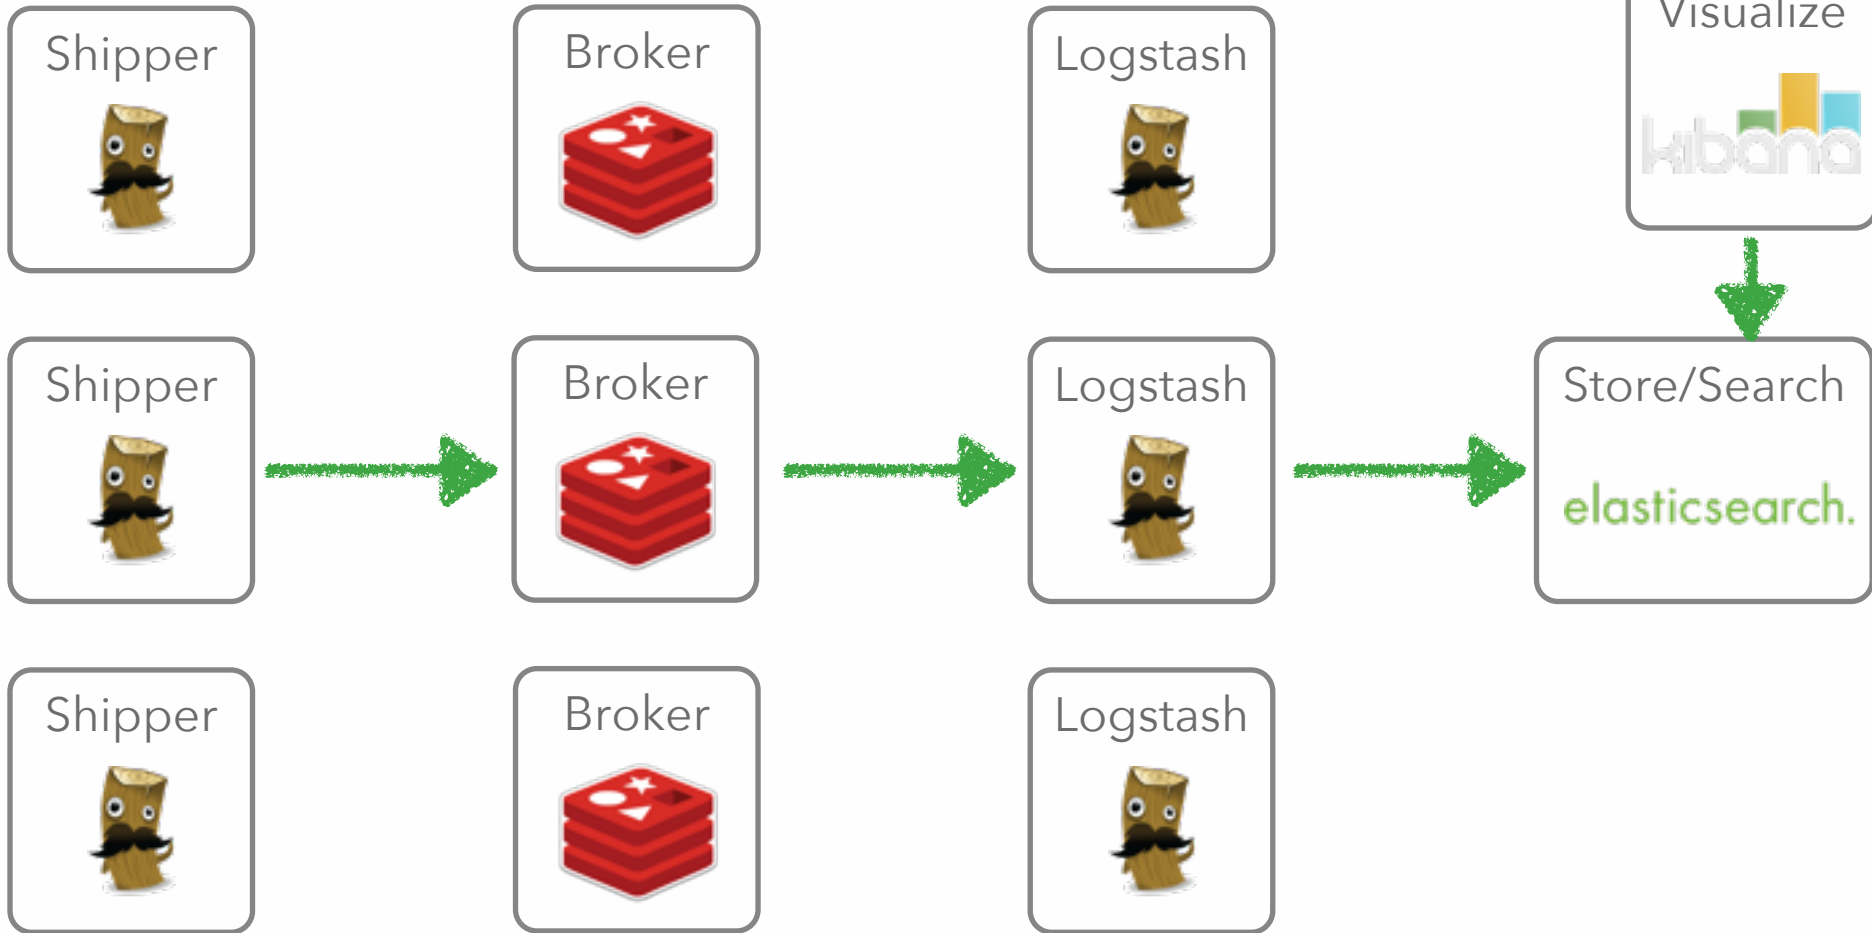 Shipper
Broker
Logstash
Visualize
kibana
Shipper
Broker
Logstash
Store/Search
elasticsearch.
Shipper
Broker
Logstash